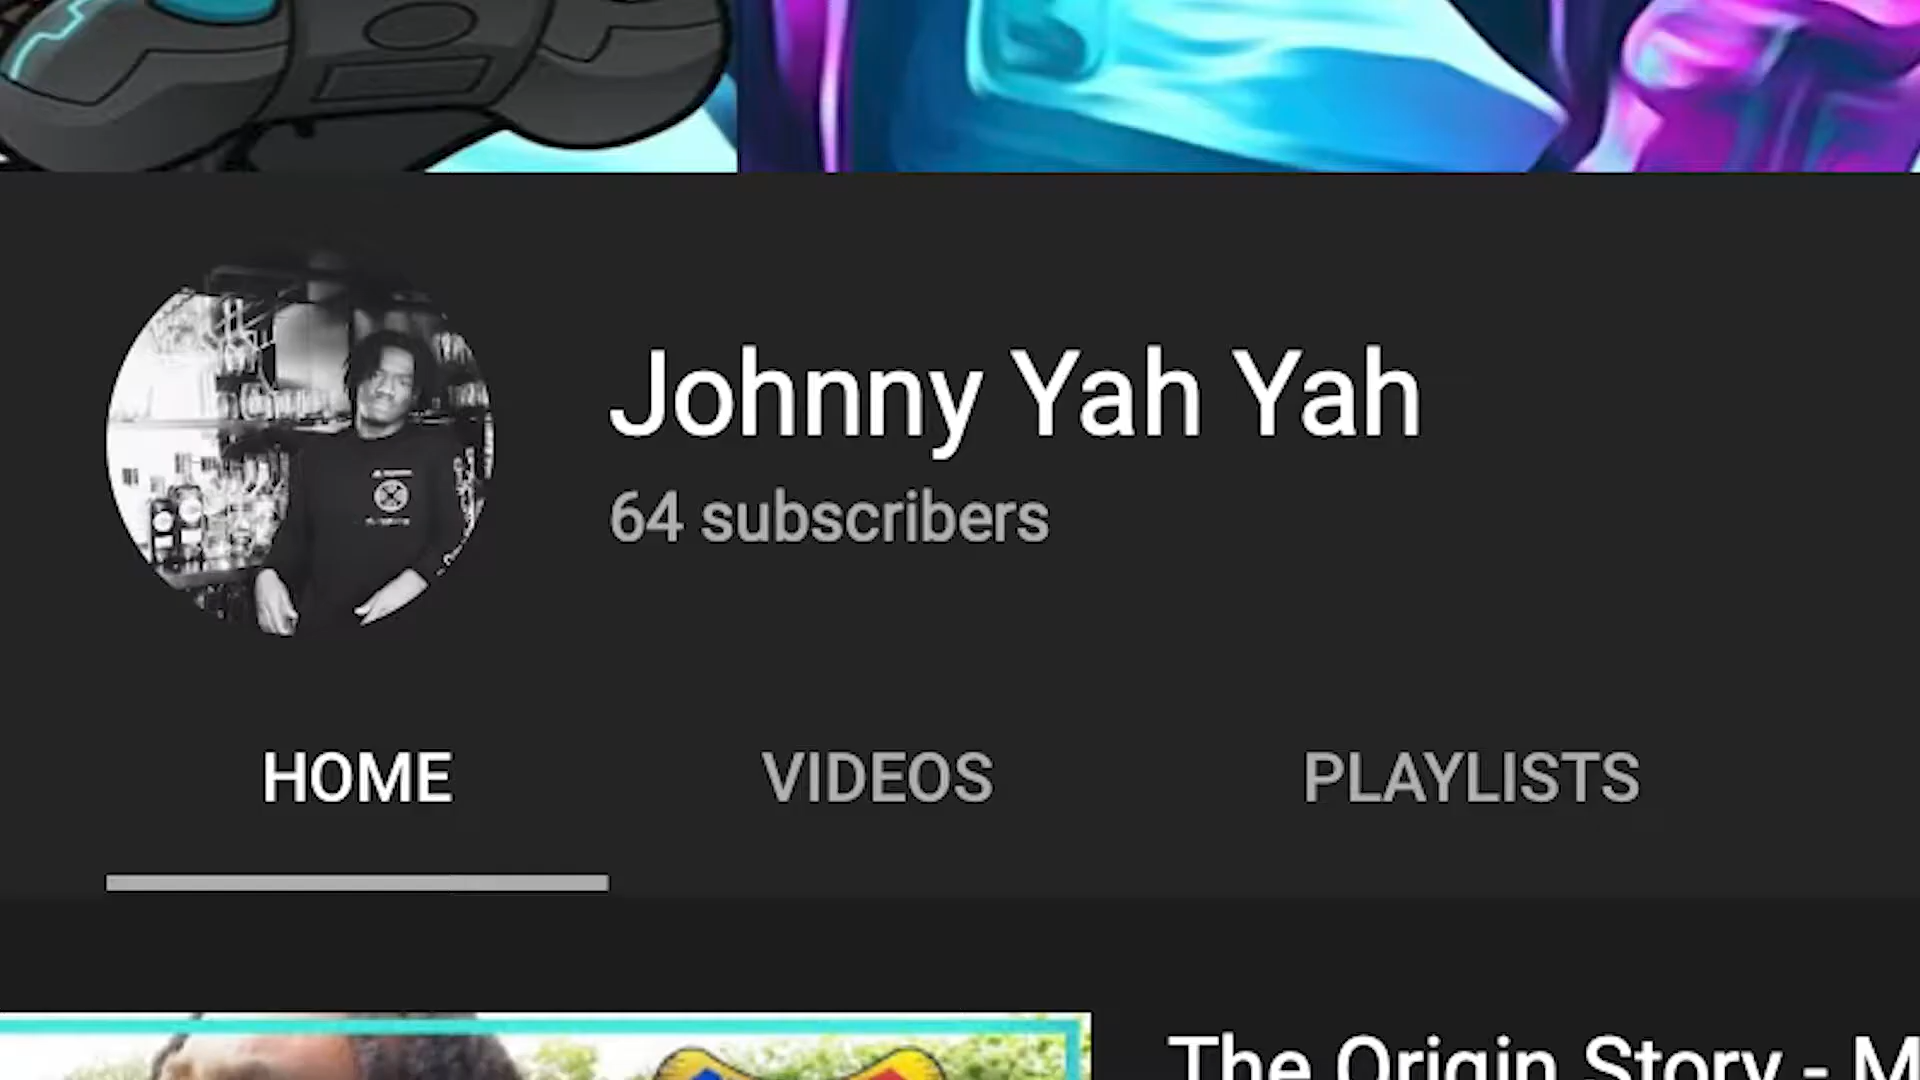 Johnny Yah Yah
64 subscribers
HOME
VIDEOS
PLAYLISTS
The Origin Story - M